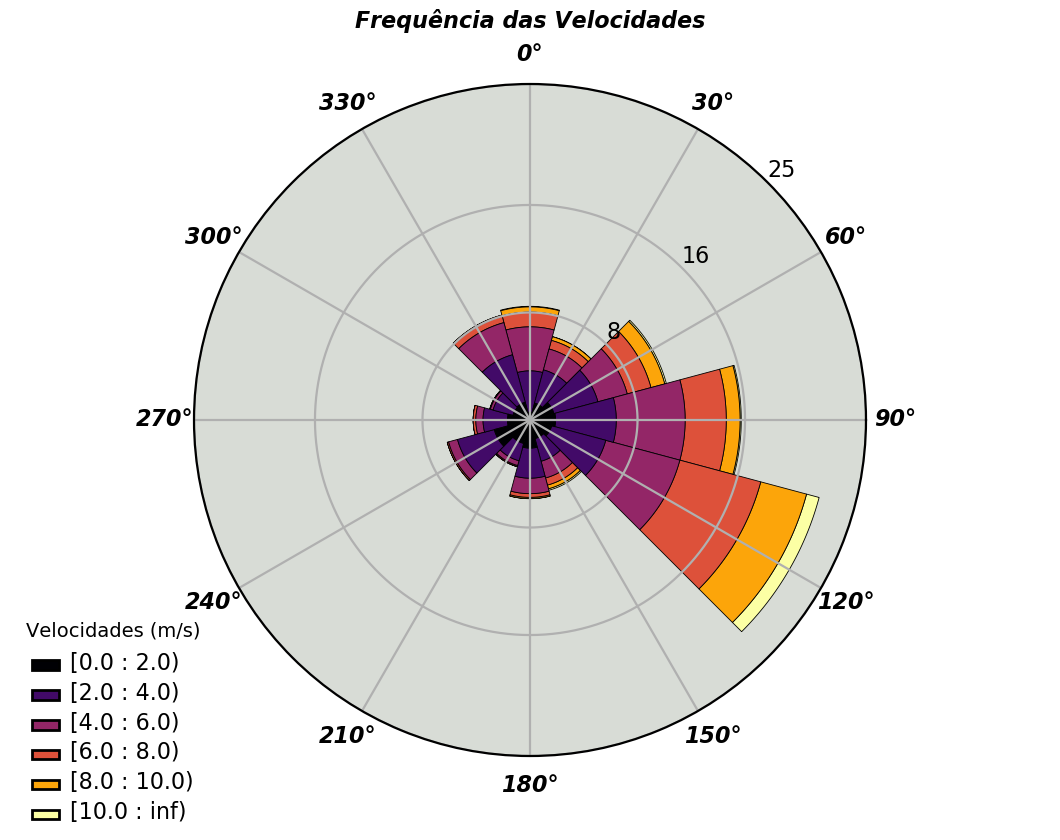 Frequência das Velocidades
0°
330°
30°
25
300°
60°
16
8
270°
90°
240°
120°
210°
150°
180°
Velocidades (m/s)
[0.0 : 2.0)
[2.0 : 4.0)
[4.0 : 6.0)
[6.0 : 8.0)
[8.0 : 10.0)
[10.0 : inf)